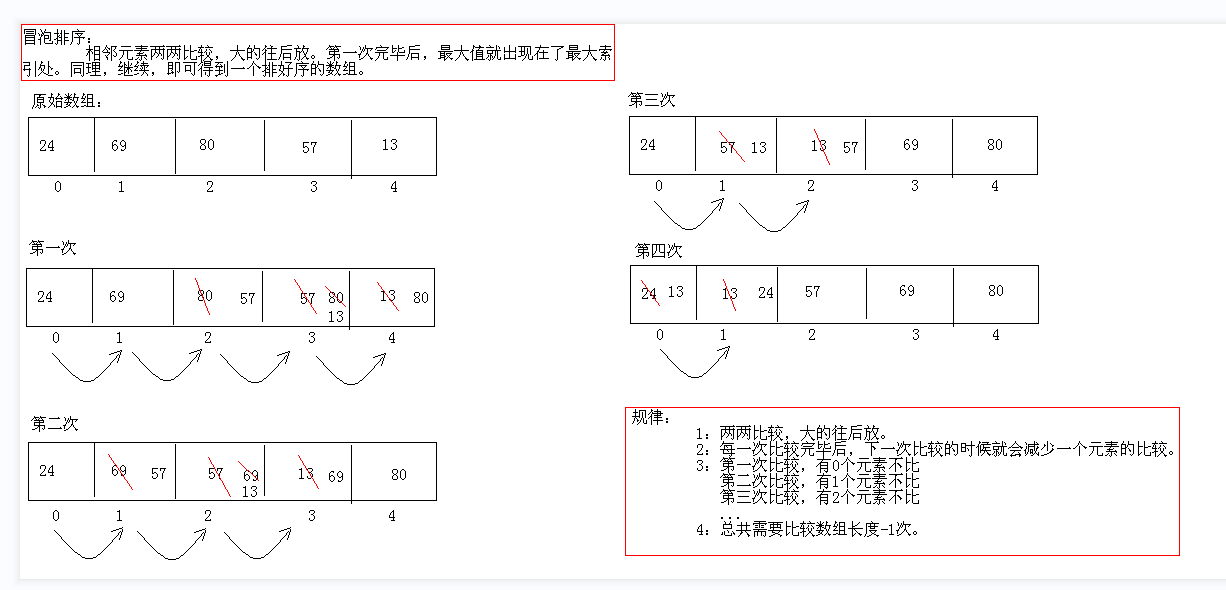 冒泡排序：
相邻元素两两比较，大的往后放。第一次完毕后，最大值就出现在了最大索
引处。同理，继续，即可得到一个排好序的数组。
原始数组：
24 69 80 57 13
0 1 2 3 4
第一次
24 69 80 57 57 80 13 80
13
0 1 2 3 4
第二次
24 69 57 57 69 13 69 80
13
0 1 2 3 4
第三次
24 57 13 13 57 69 80
0 1 2 3 4
第四次
24 13 13 24 57 69 80
0 1 2 3 4
规律：
1：两两比较，大的往后放。
2：每一次比较完毕后，下一次比较的时候就会减少一个元素的比较。
3：第一次比较，有0个元素不比
第二次比较，有1个元素不比
第三次比较，有2个元素不比
...
4：总共需要比较数组长度-1次。